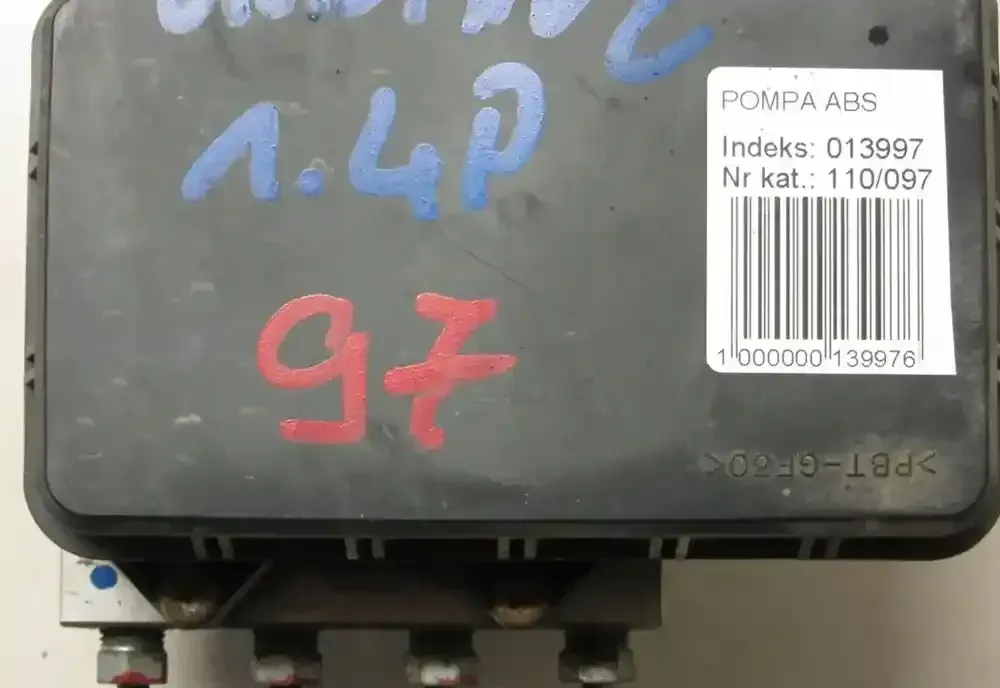 1.4P
97
POMPA ABS
Indeks: 013997
Nr kat.: 110/097
1 000000 139976
>PBT-GF30<